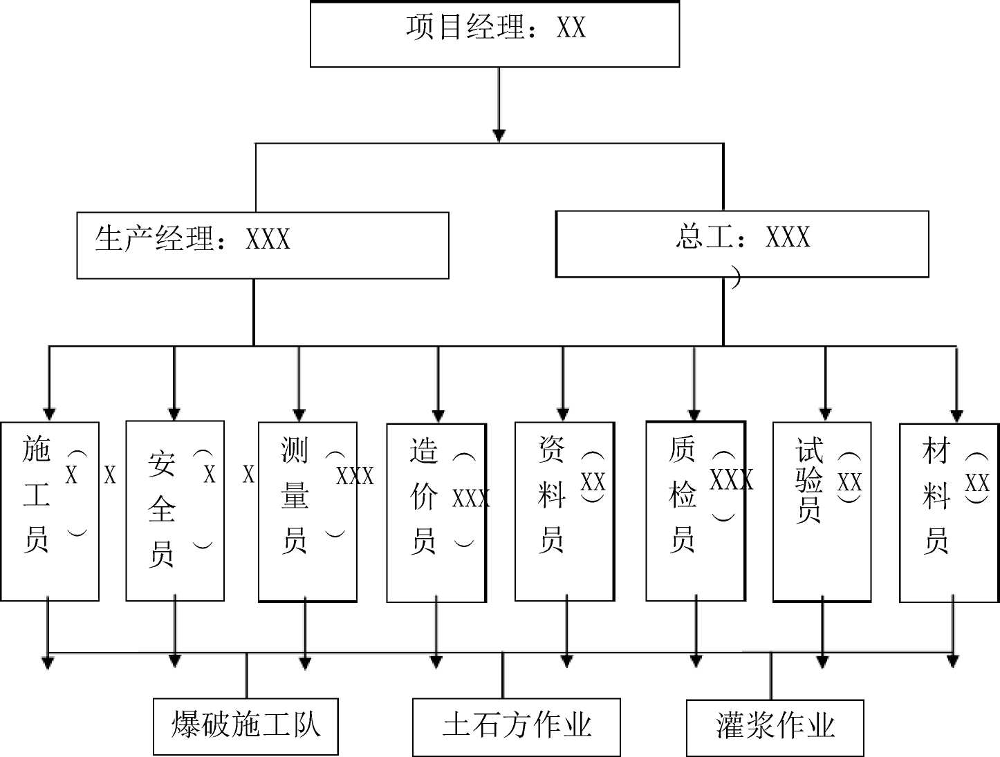 项目经理：XX
生产经理：XXX
总工：XXX
）
施工员（X X）
安全员（X X）
测量员（XXX）
造价员（XXX）
资料员（XX）
质检员（XXX）
试验员（XX）
材料员（XX）
爆破施工队
土石方作业
灌浆作业